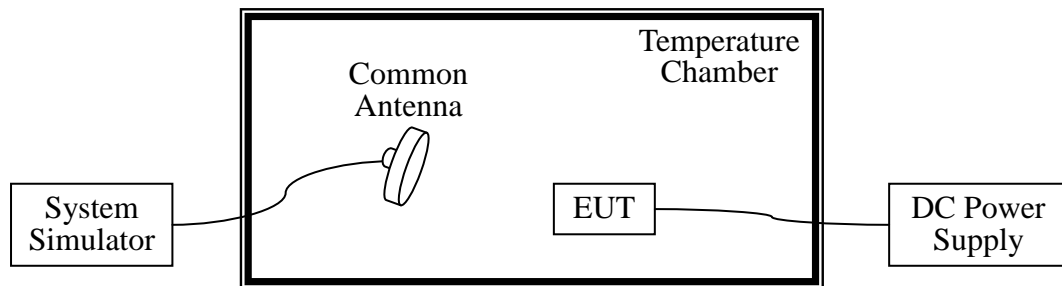 Temperature
Chamber
Common
Antenna
System
Simulator
EUT
DC Power
Supply